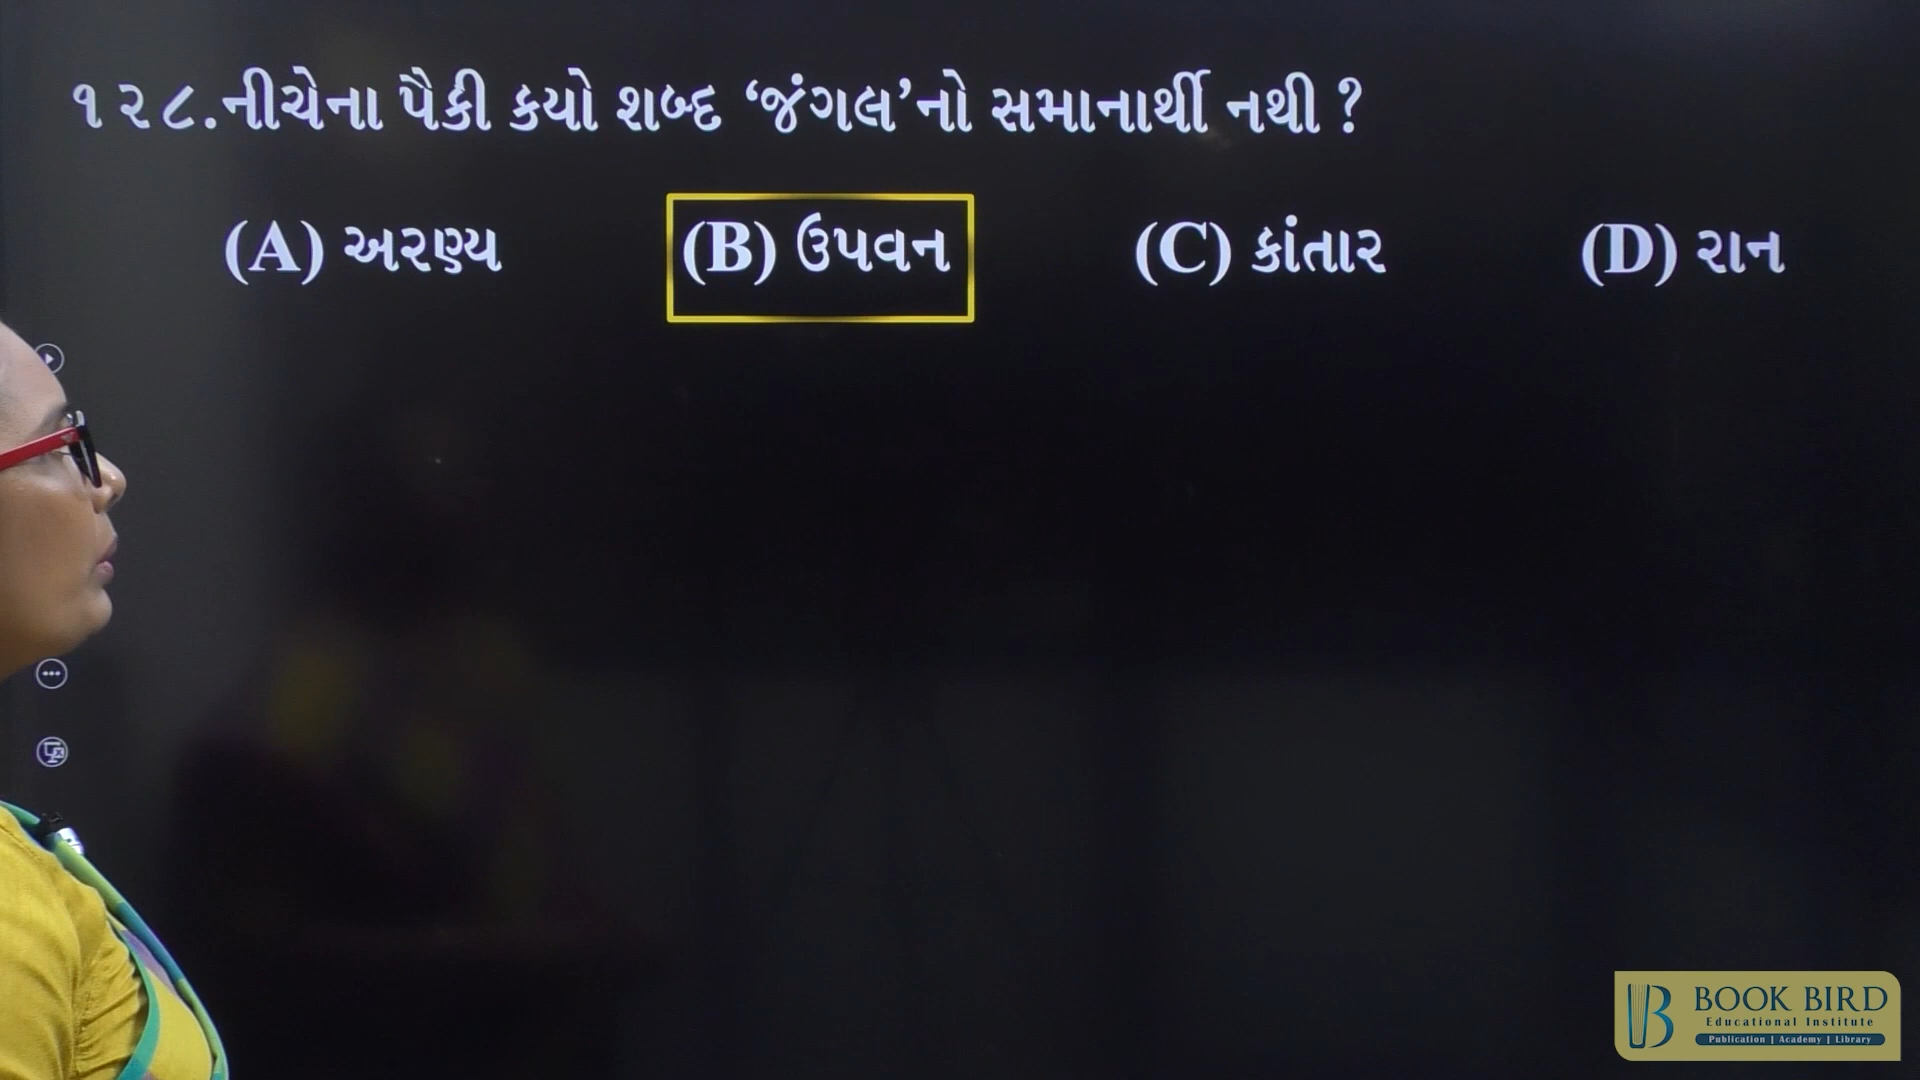 ૧૨૮.નીચેના પૈકી કયો શબ્દ ‘જંગલ’નો સમાનાર્થી નથી ?
(A) અરણ્ય (B) ઉપવન (C) કાંતાર (D) રાન
BOOK BIRD
Educational Institute
Publication | Academy | Library